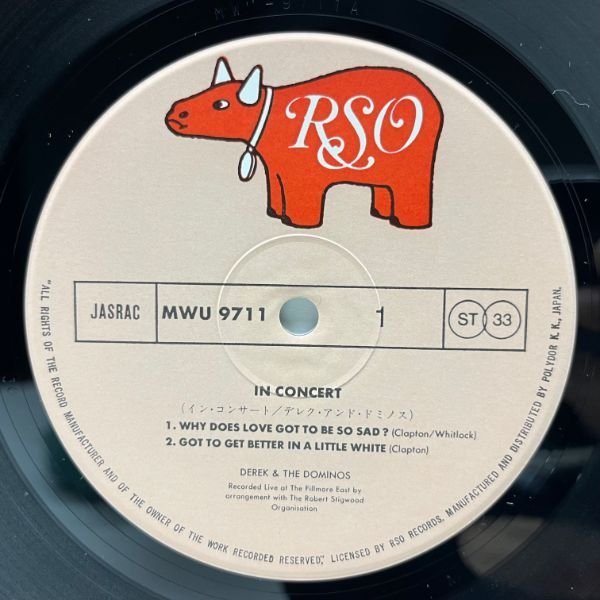 MWU-9711A
RSO
JASRAC
MWU 9711
1
ST 33
IN CONCERT
(イン・コンサート/デレク・アンド・ドミノス)
1. WHY DOES LOVE GOT TO BE SO SAD? (Clapton/Whitlock)
2. GOT TO GET BETTER IN A LITTLE WHITE (Clapton)
DEREK & THE DOMINOS
Recorded Live at The Fillmore East by
arrangement with The Robert Stigwood
Organisation
"ALL RIGHTS OF THE RECORD MANUFACTURER AND OF THE OWNER OF THE WORK RECORDED RESERVED," LICENSED BY RSO RECORDS, MANUFACTURED AND DISTRIBUTED BY POLYDOR K.K., JAPAN.